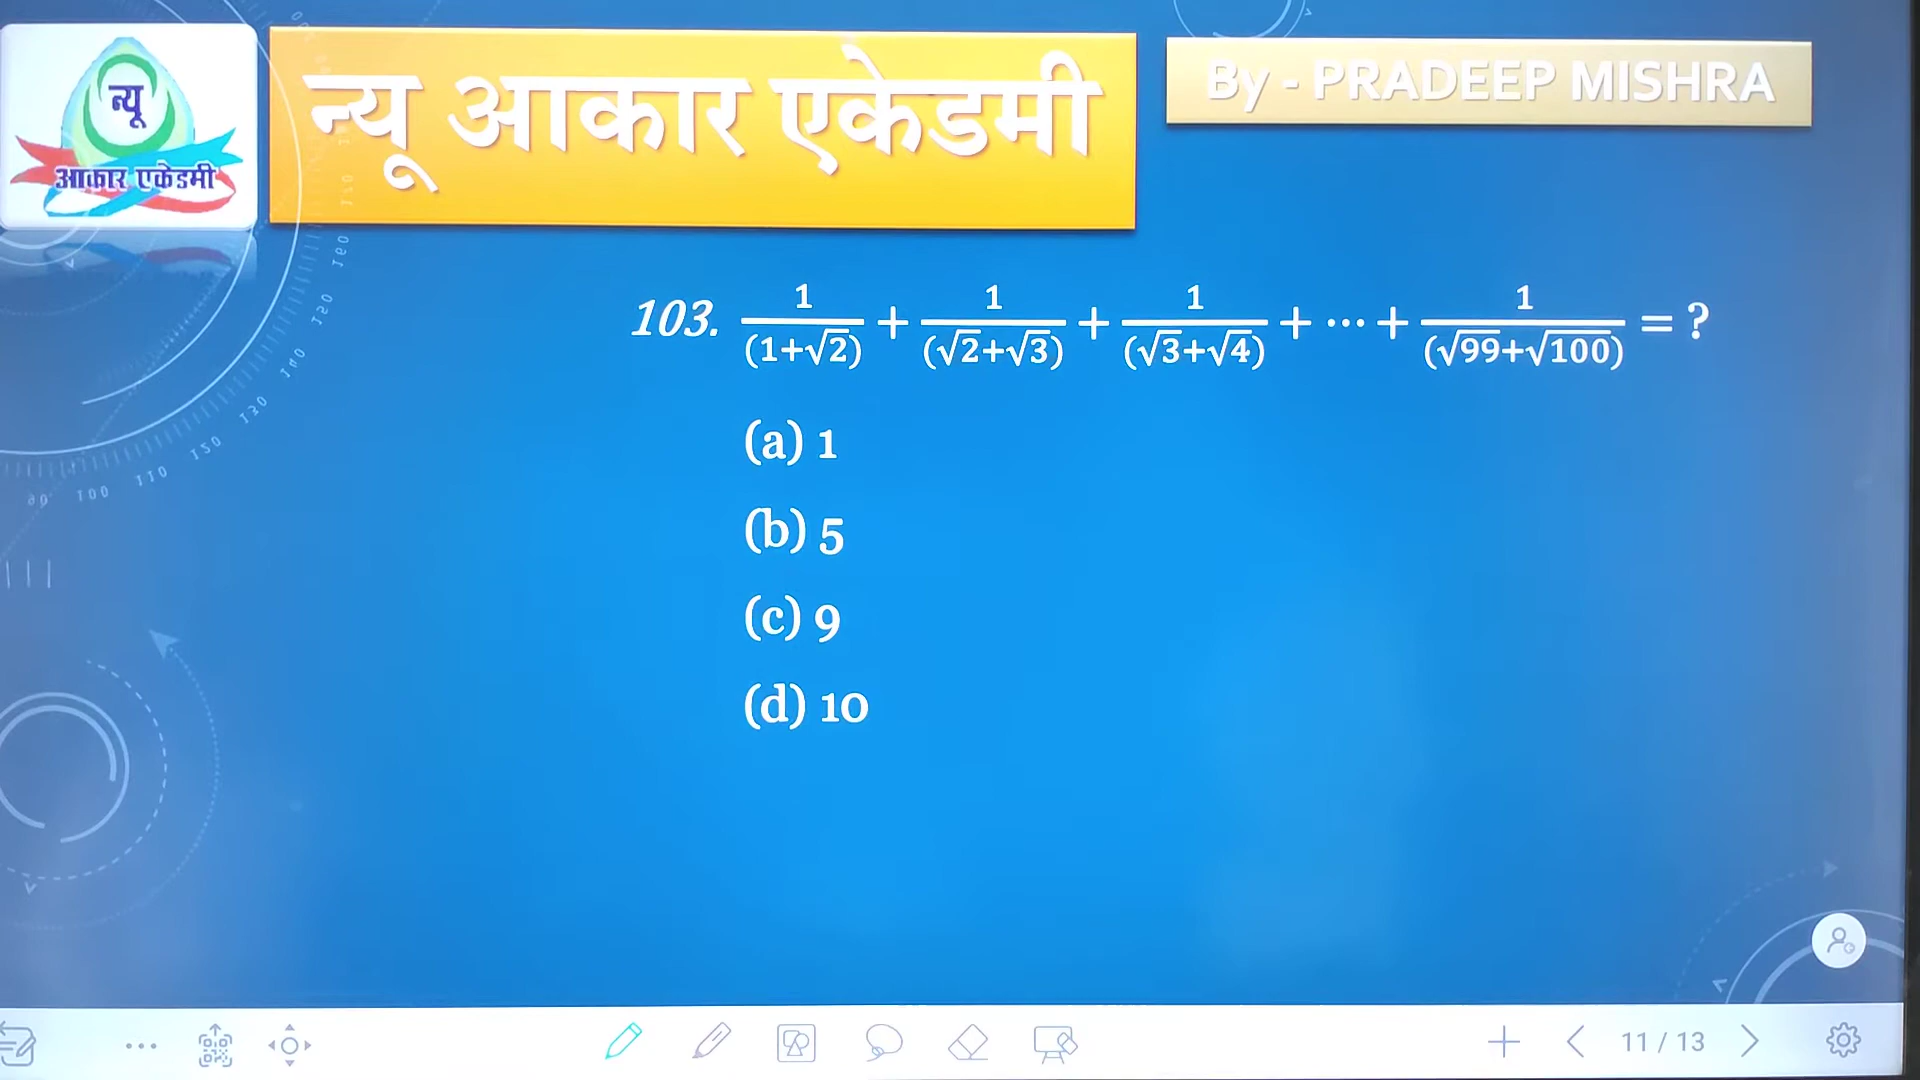 न्यू
आकार एकेडमी
न्यू आकार एकेडमी
By - PRADEEP MISHRA
103. 1/(1+√2) + 1/(√2+√3) + 1/(√3+√4) + ⋯ + 1/(√99+√100) = ?
(a) 1
(b) 5
(c) 9
(d) 10
11 / 13